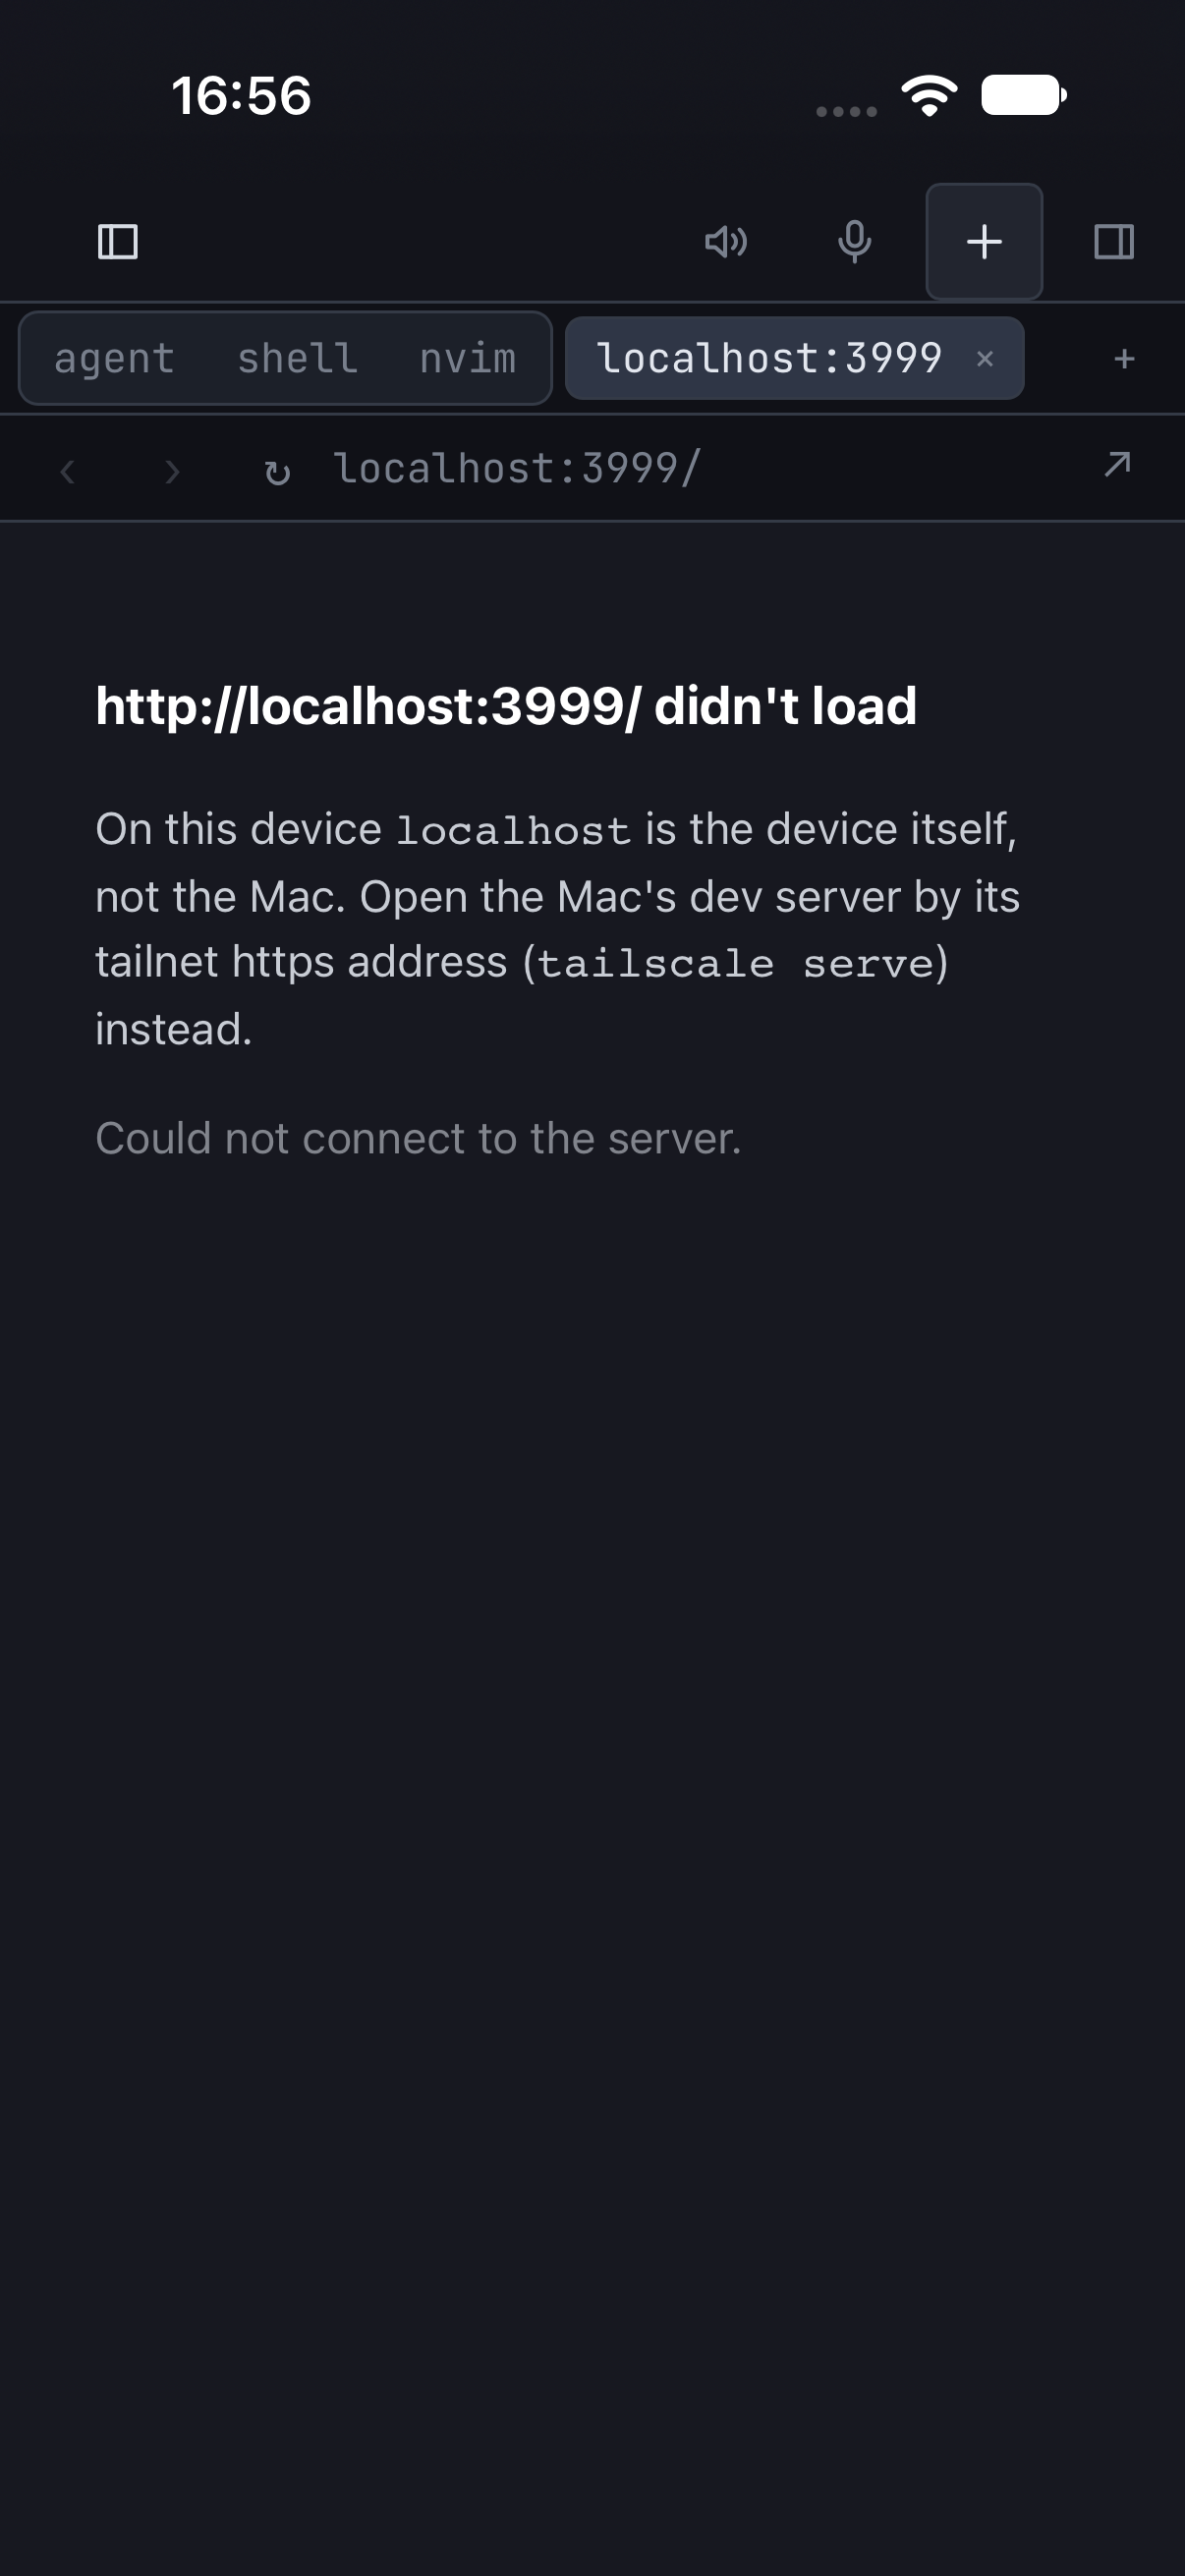 16:56
agent shell nvim localhost:3999 × +
‹ › ↻ localhost:3999/ ↗
http://localhost:3999/ didn't load
On this device localhost is the device itself,
not the Mac. Open the Mac's dev server by its
tailnet https address (tailscale serve)
instead.
Could not connect to the server.